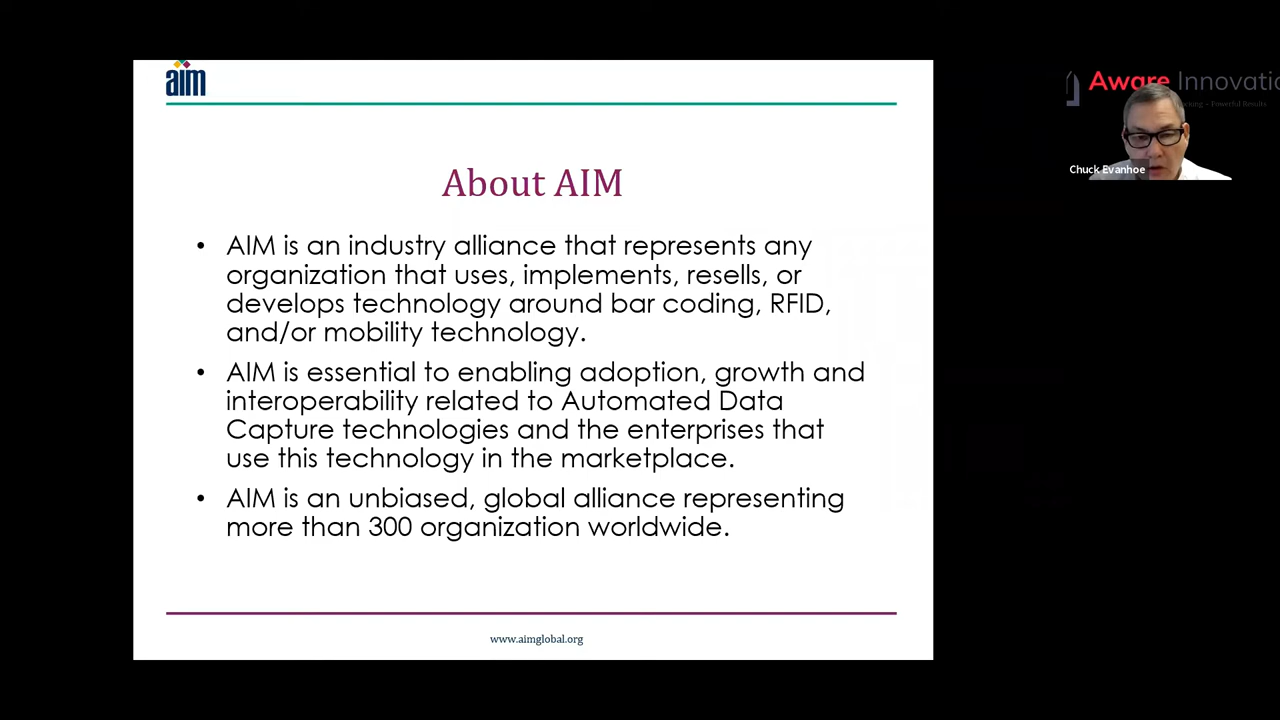 aim
About AIM
• AIM is an industry alliance that represents any
organization that uses, implements, resells, or
develops technology around bar coding, RFID,
and/or mobility technology.
• AIM is essential to enabling adoption, growth and
interoperability related to Automated Data
Capture technologies and the enterprises that
use this technology in the marketplace.
• AIM is an unbiased, global alliance representing
more than 300 organization worldwide.
www.aimglobal.org
Aware Innovatio
Powerful Results
Chuck Evanhoe